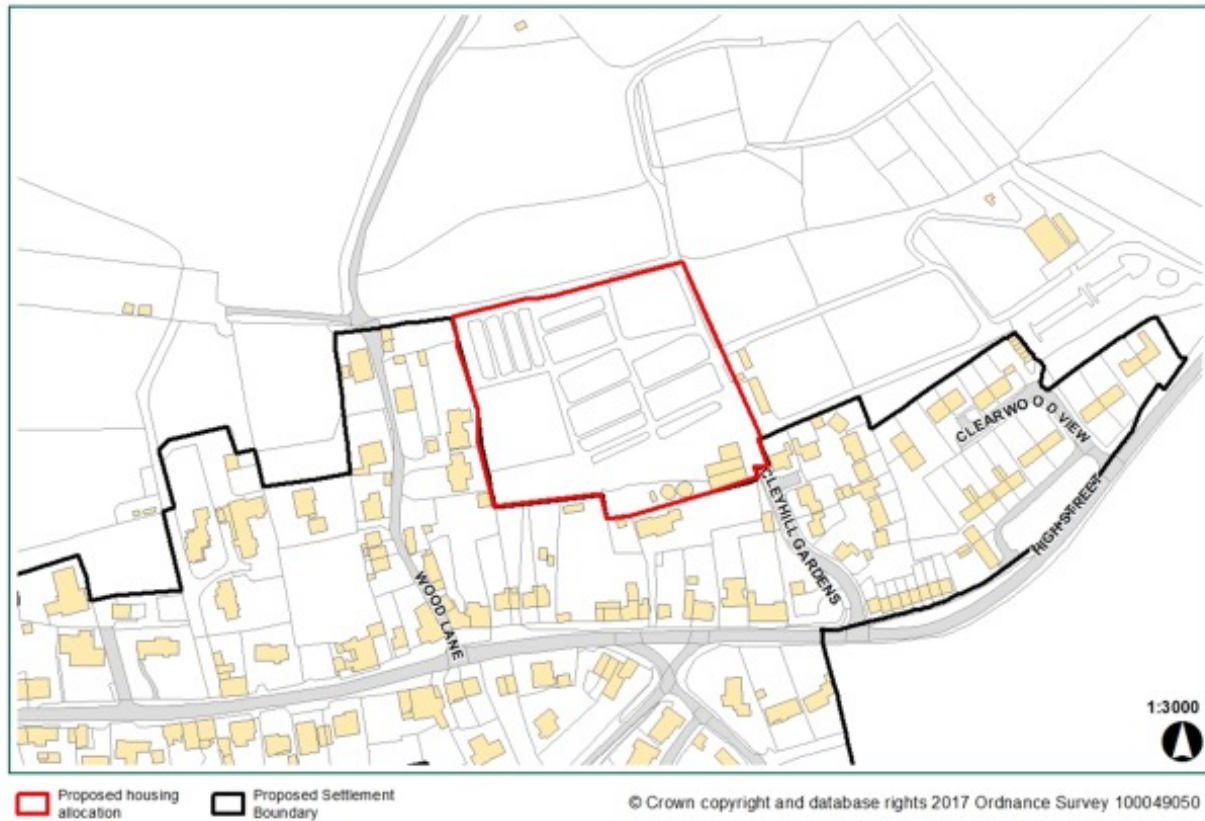 CLEARWOOD VIEW
HIGH STREET
CLEYHILL GARDENS
WOOD LANE
1:3000
Proposed housing
allocation
Proposed Settlement
Boundary
© Crown copyright and database rights 2017 Ordnance Survey 100049050